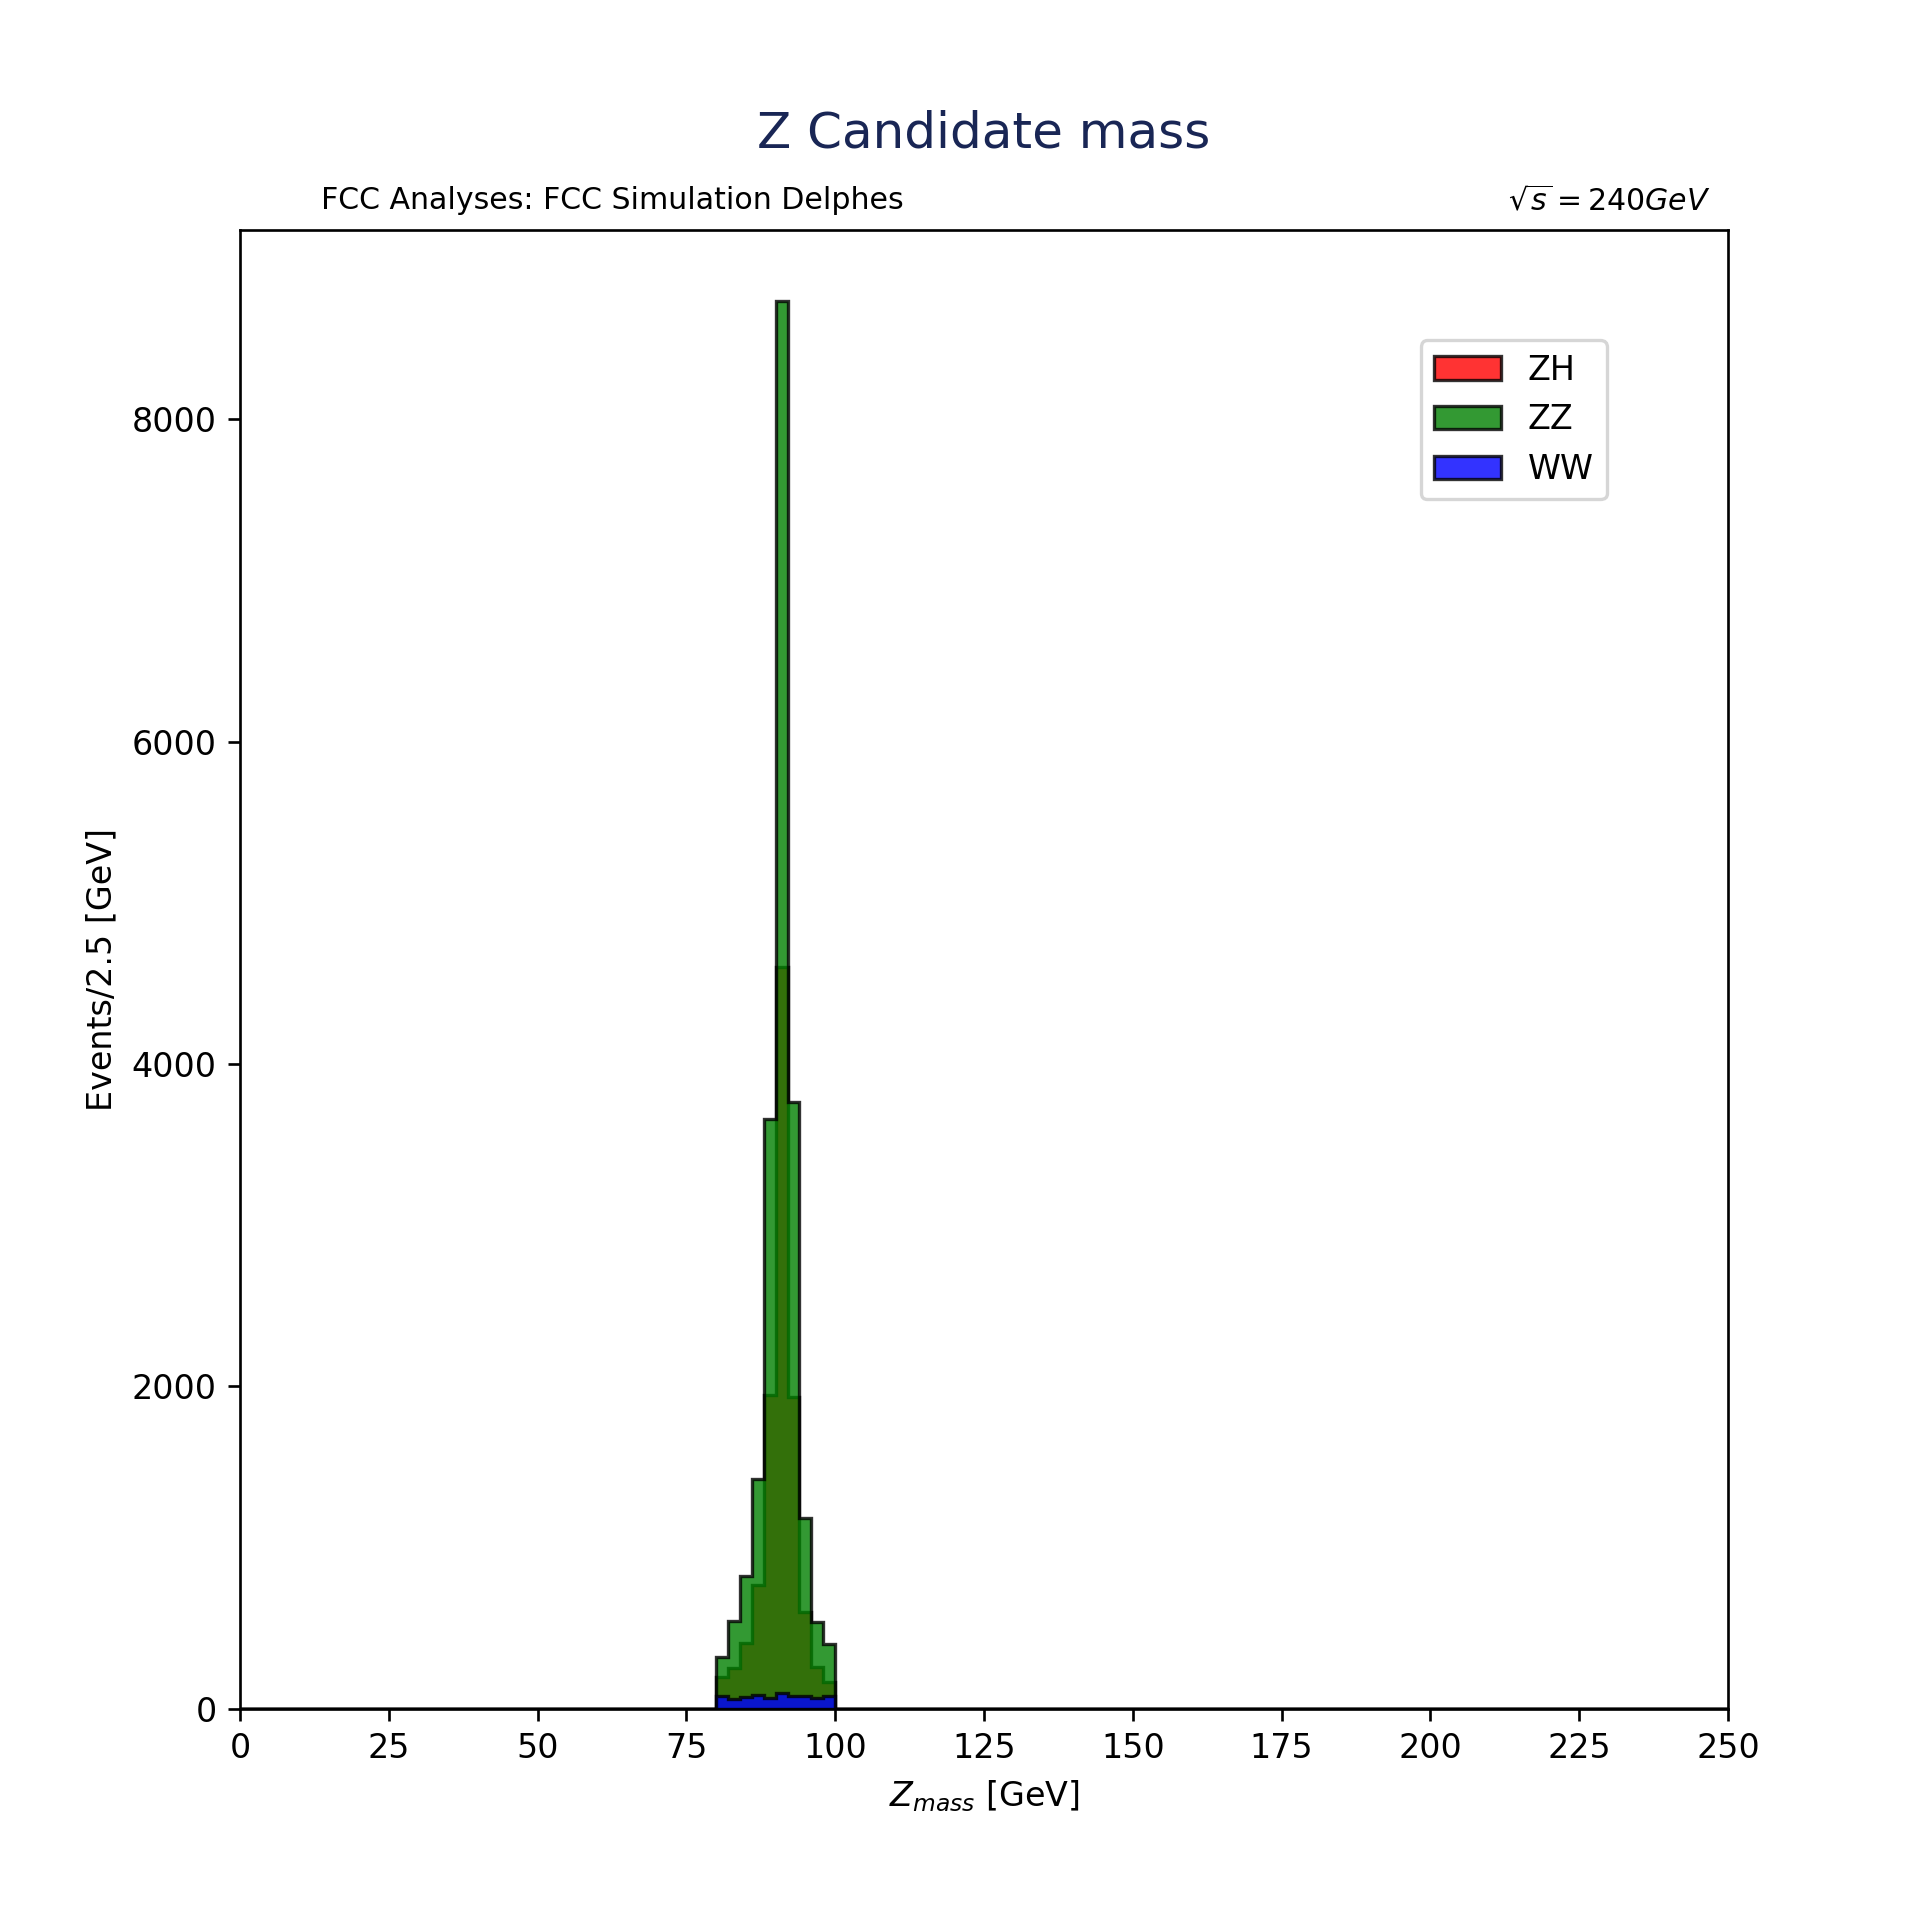 Z Candidate mass
FCC Analyses: FCC Simulation Delphes
√s = 240GeV
ZH
ZZ
WW
8000
6000
4000
2000
0
Events/2.5 [GeV]
0 25 50 75 100 125 150 175 200 225 250
Z_mass [GeV]